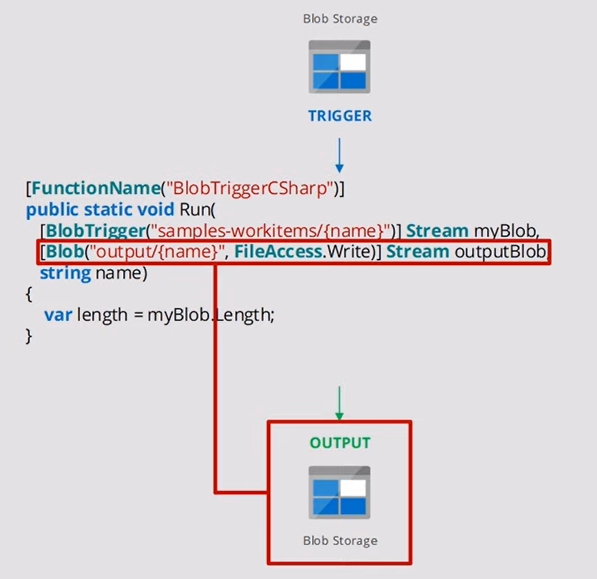 Blob Storage
TRIGGER
[FunctionName("BlobTriggerCSharp")]
public static void Run(
[BlobTrigger("samples-workitems/{name}")] Stream myBlob,
[Blob("output/{name}", FileAccess.Write)] Stream outputBlob,
string name)
{
var length = myBlob.Length;
}
OUTPUT
Blob Storage